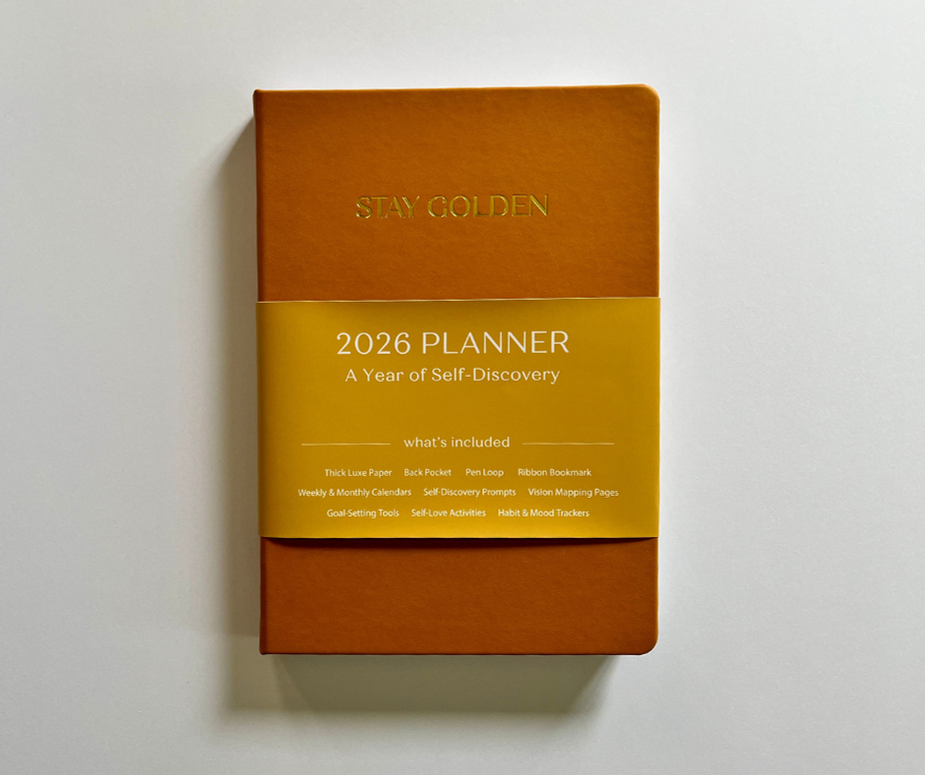 STAY GOLDEN
2026 PLANNER
A Year of Self-Discovery
what's included
Thick Luxe Paper Back Pocket Pen Loop Ribbon Bookmark
Weekly & Monthly Calendars Self-Discovery Prompts Vision Mapping Pages
Goal-Setting Tools Self-Love Activities Habit & Mood Trackers